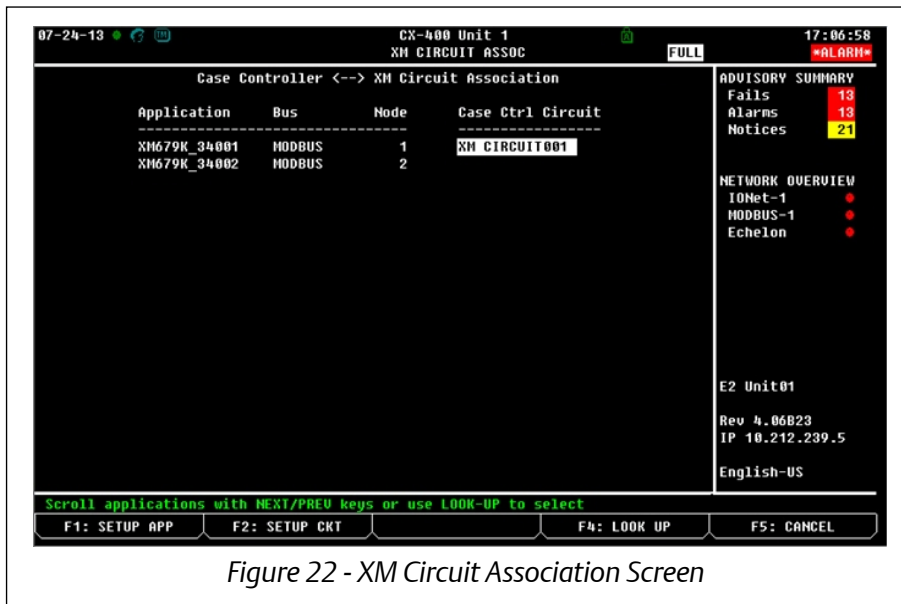 07-24-13 CX-400 Unit 1 17:06:58
XM CIRCUIT ASSOC FULL *ALARM*
Case Controller <--> XM Circuit Association
Application Bus Node Case Ctrl Circuit
XM679K_34001 MODBUS 1 XM CIRCUIT001
XM679K_34002 MODBUS 2
ADVISORY SUMMARY
Fails 13
Alarms 13
Notices 21
NETWORK OVERVIEW
IONet-1
MODBUS-1
Echelon
E2 Unit01
Rev 4.06B23
IP 10.212.239.5
English-US
Scroll applications with NEXT/PREV keys or use LOOK-UP to select
F1: SETUP APP F2: SETUP CKT F4: LOOK UP F5: CANCEL
Figure 22 - XM Circuit Association Screen